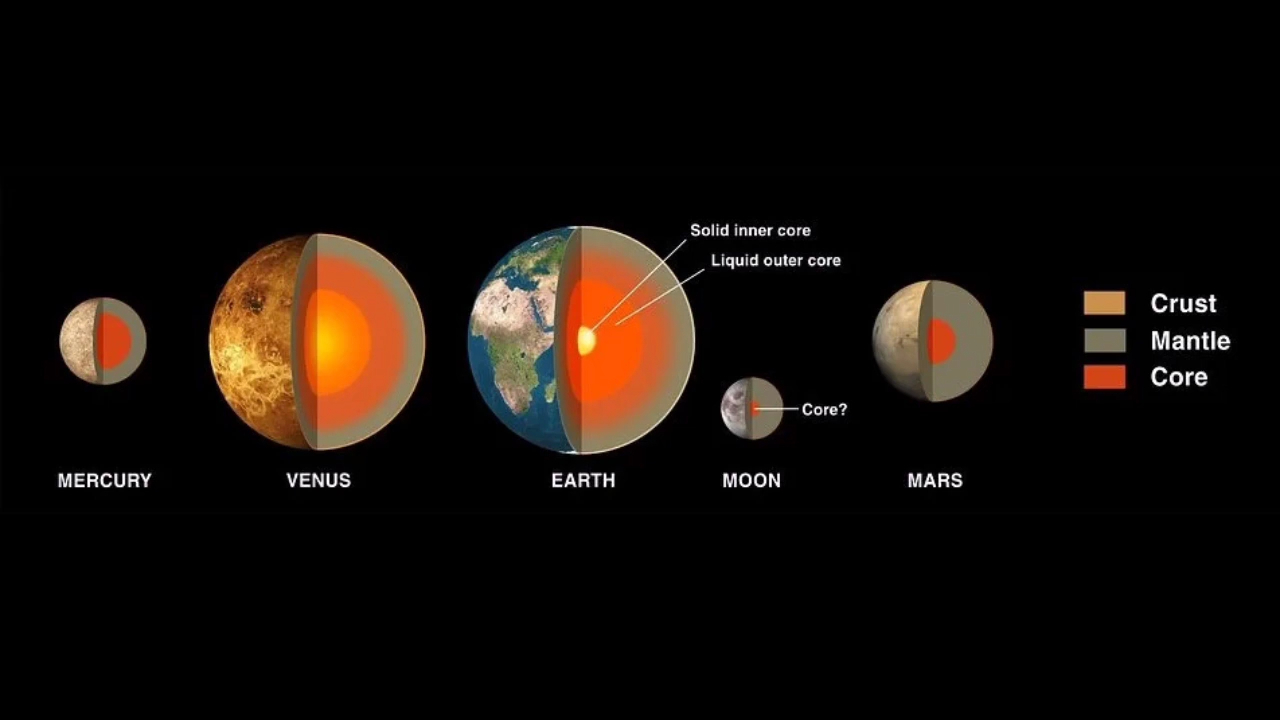 Solid inner core
Liquid outer core
Core?
MERCURY
VENUS
EARTH
MOON
MARS
Crust
Mantle
Core